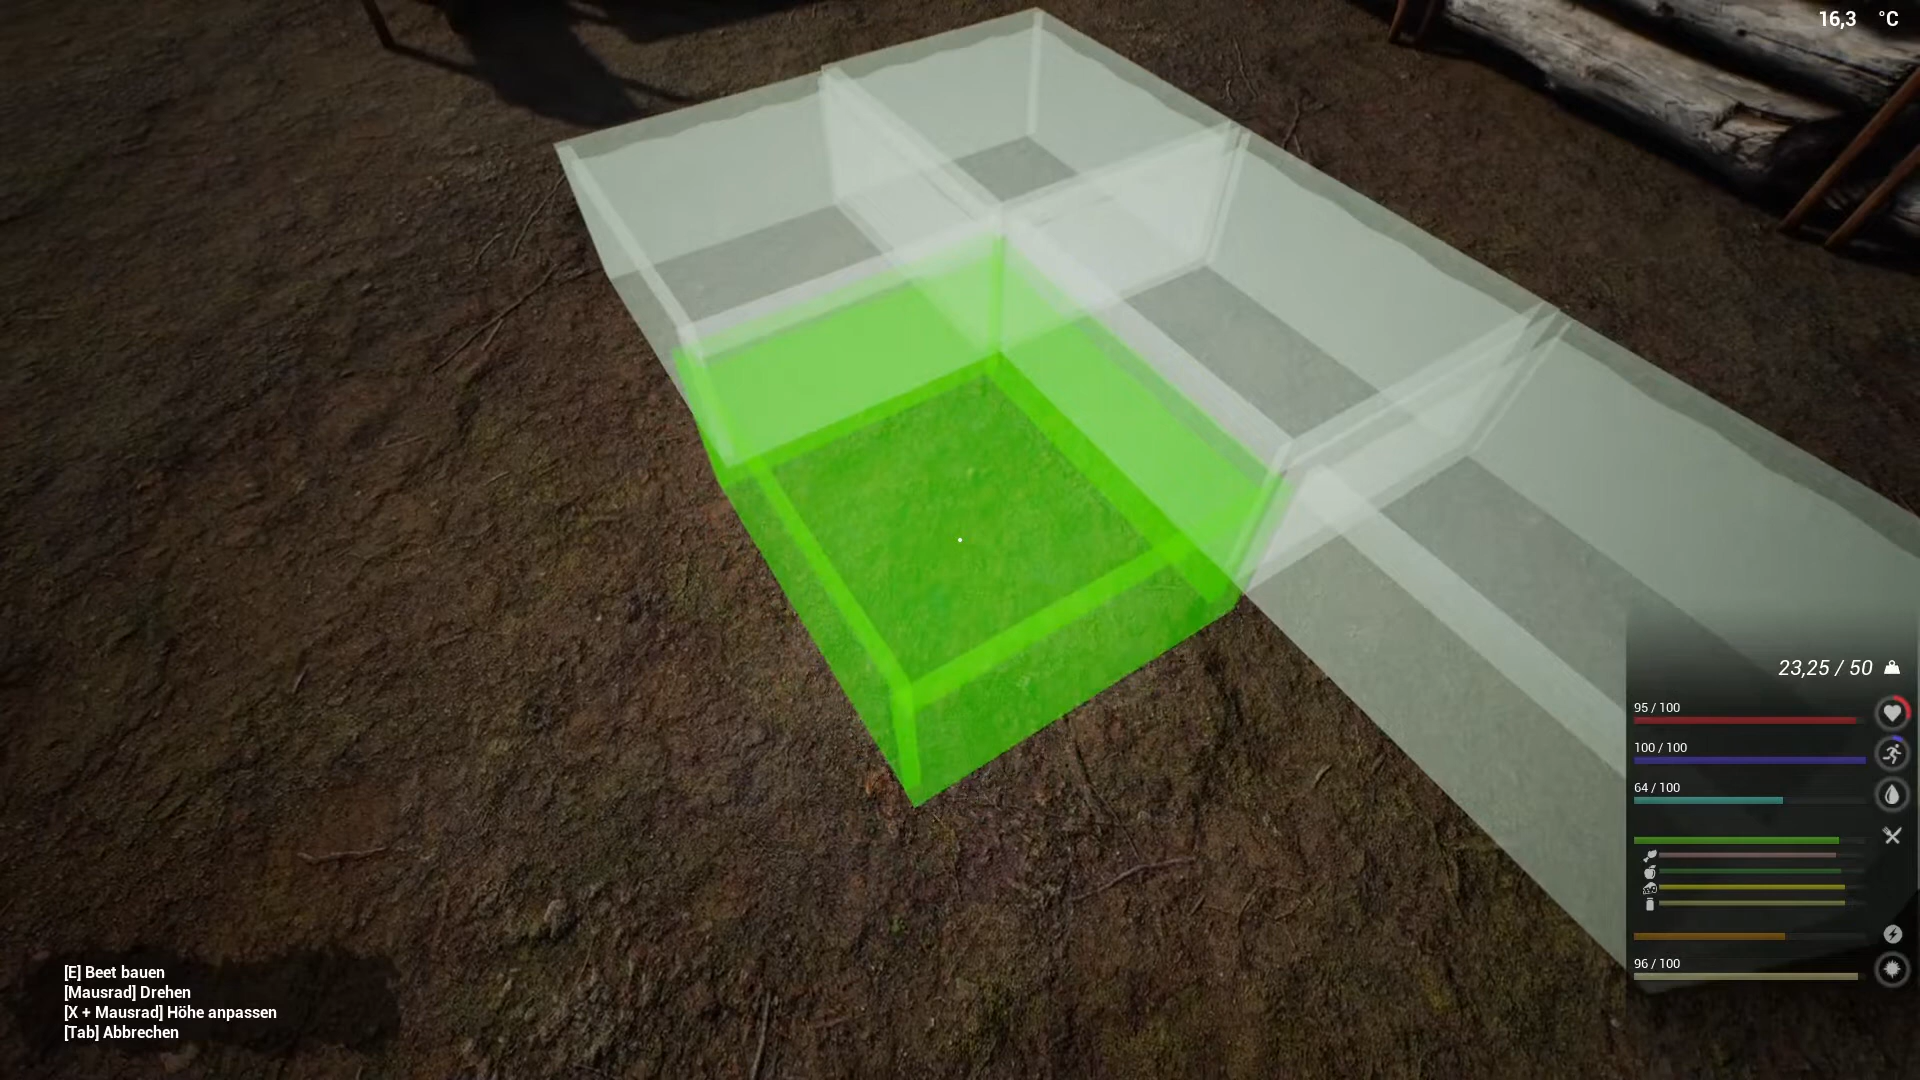 16,3 °C
23,25 / 50
95 / 100
100 / 100
64 / 100
96 / 100
[E] Beet bauen
[Mausrad] Drehen
[X + Mausrad] Höhe anpassen
[Tab] Abbrechen